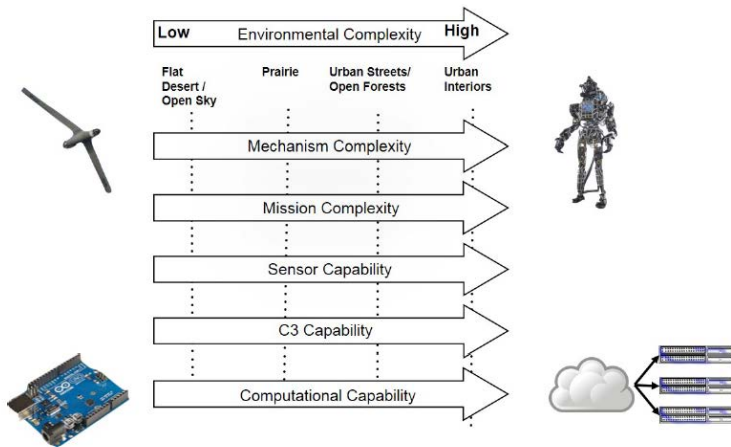 Low Environmental Complexity High
Flat
Desert /
Open Sky
Prairie
Urban Streets/
Open Forests
Urban
Interiors
Mechanism Complexity
Mission Complexity
Sensor Capability
C3 Capability
Computational Capability
ARDUINO